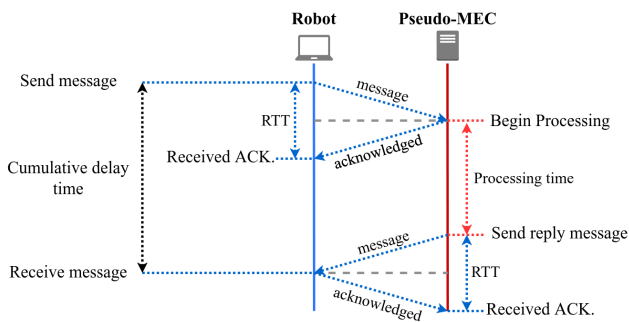 Robot
Pseudo-MEC
Send message
message
RTT
Begin Processing
Received ACK.
acknowledged
Cumulative delay
time
Processing time
message
Send reply message
Receive message
RTT
acknowledged
Received ACK.